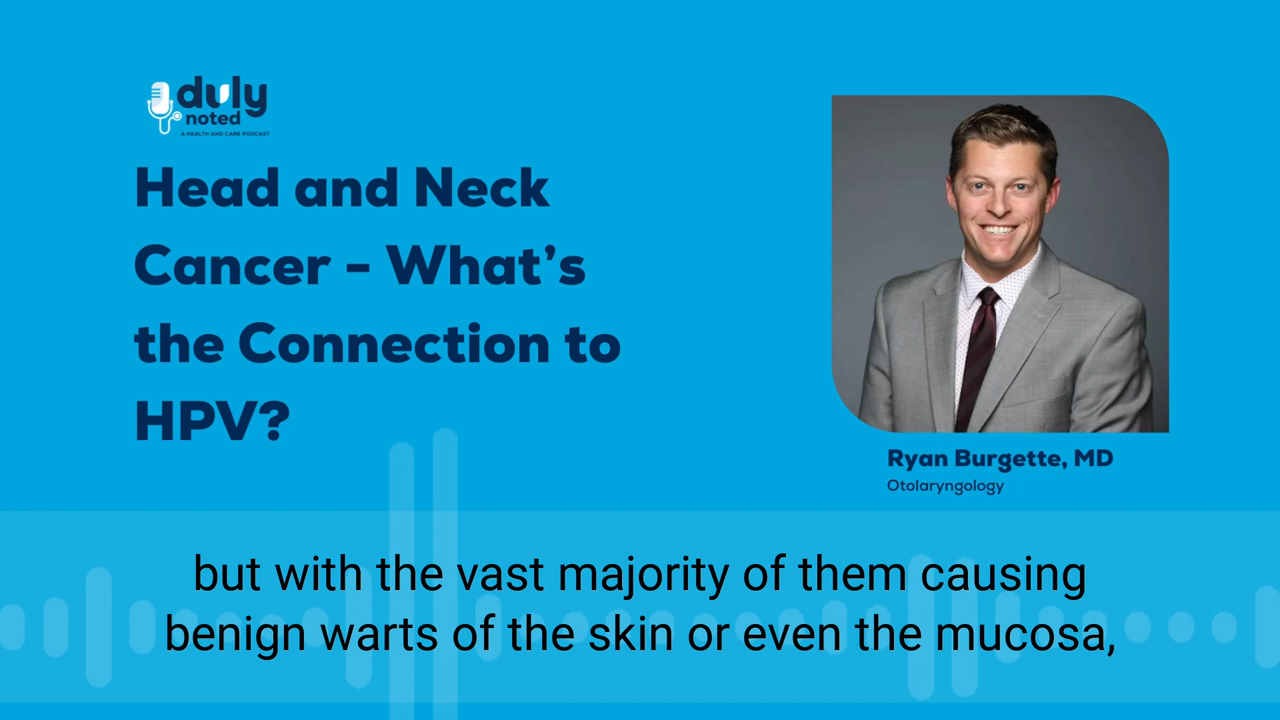 duly
noted
A HEALTH AND CARE PODCAST
Head and Neck
Cancer - What's
the Connection to
HPV?
Ryan Burgette, MD
Otolaryngology
but with the vast majority of them causing
benign warts of the skin or even the mucosa,